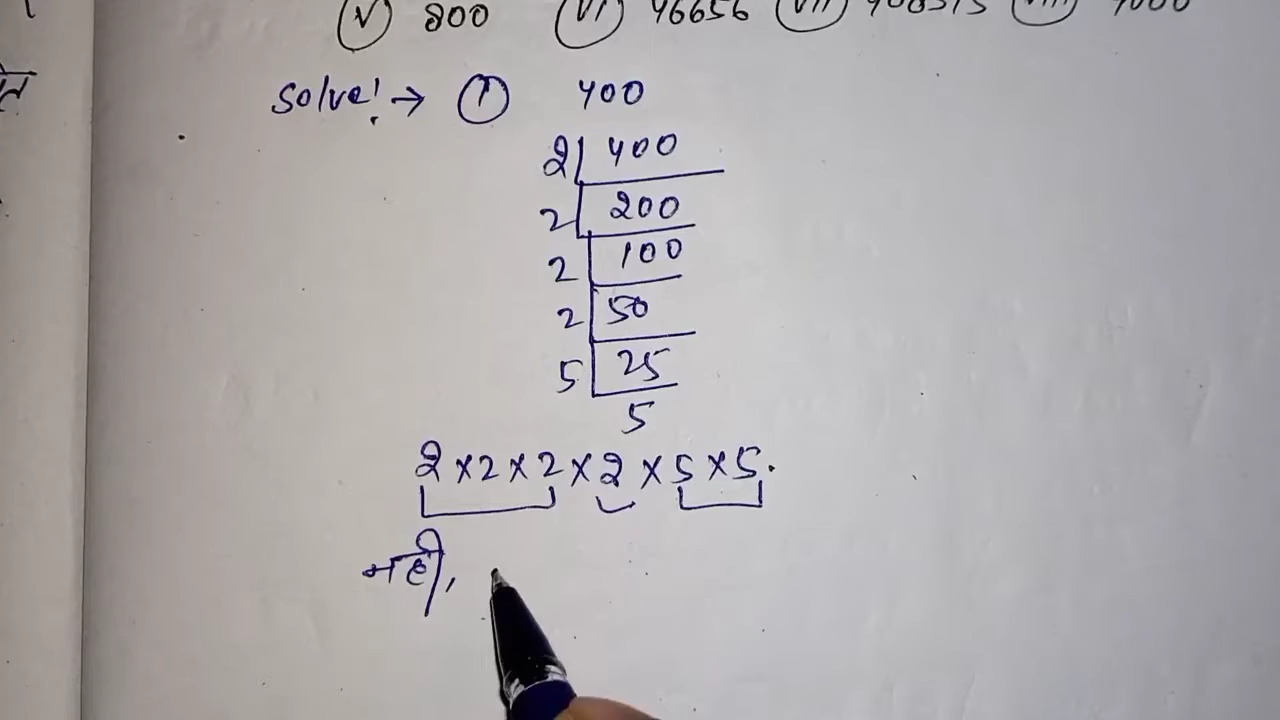 (V) 800 (VI) 46656
Solve! → (1) 400
2 | 400
2 | 200
2 | 100
2 | 50
5 | 25
5
2 × 2 × 2 × 2 × 5 × 5.
नहीं,